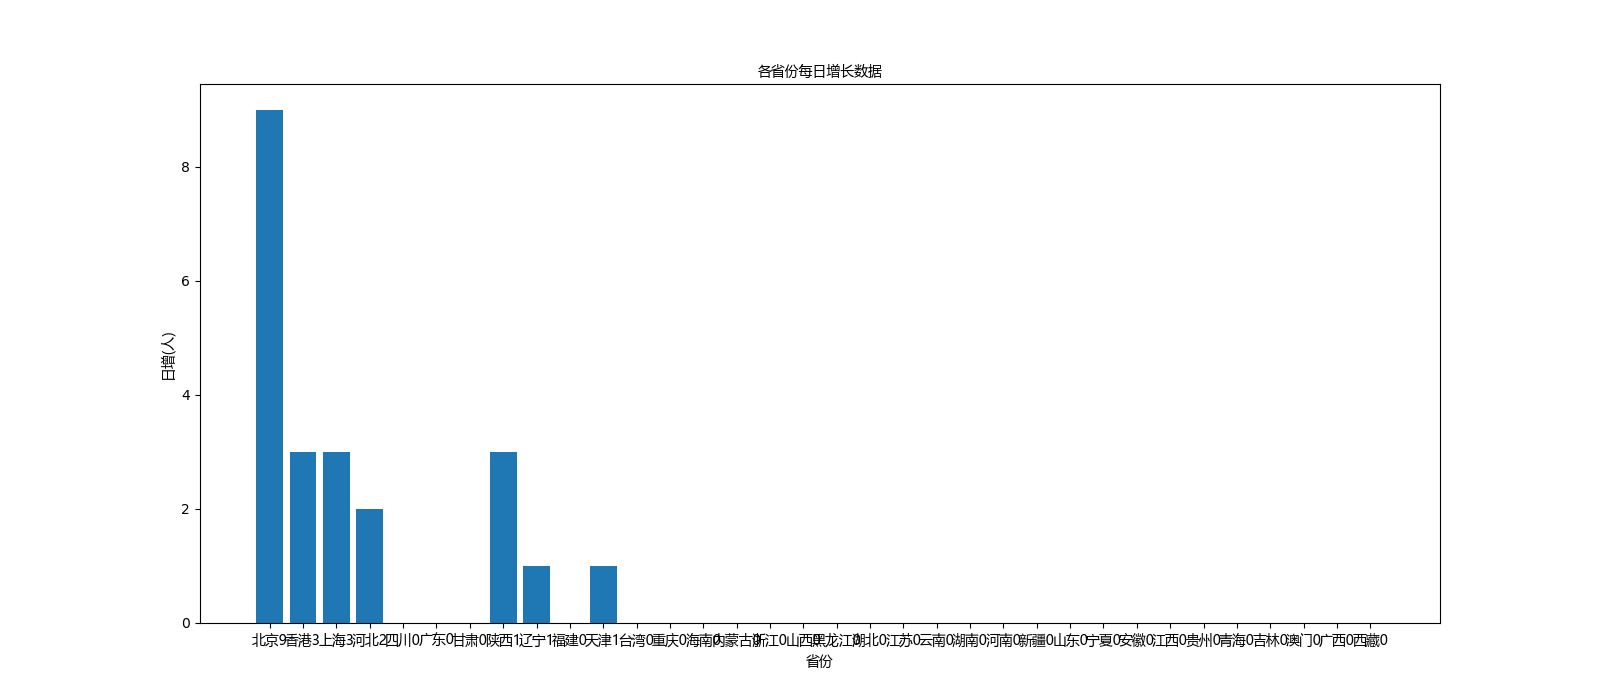 各省份每日增长数据
8
6
4
2
0
日增(人)
北京9 香港3 上海3 河北2 四川0 广东0 甘肃0 陕西1 辽宁1 福建0 天津1 台湾0 重庆0 海南0 内蒙古0 浙江0 山西0 黑龙江0 湖北0 江苏0 云南0 湖南0 河南0 新疆0 山东0 宁夏0 安徽0 江西0 贵州0 青海0 吉林0 澳门0 广西0 西藏0
省份